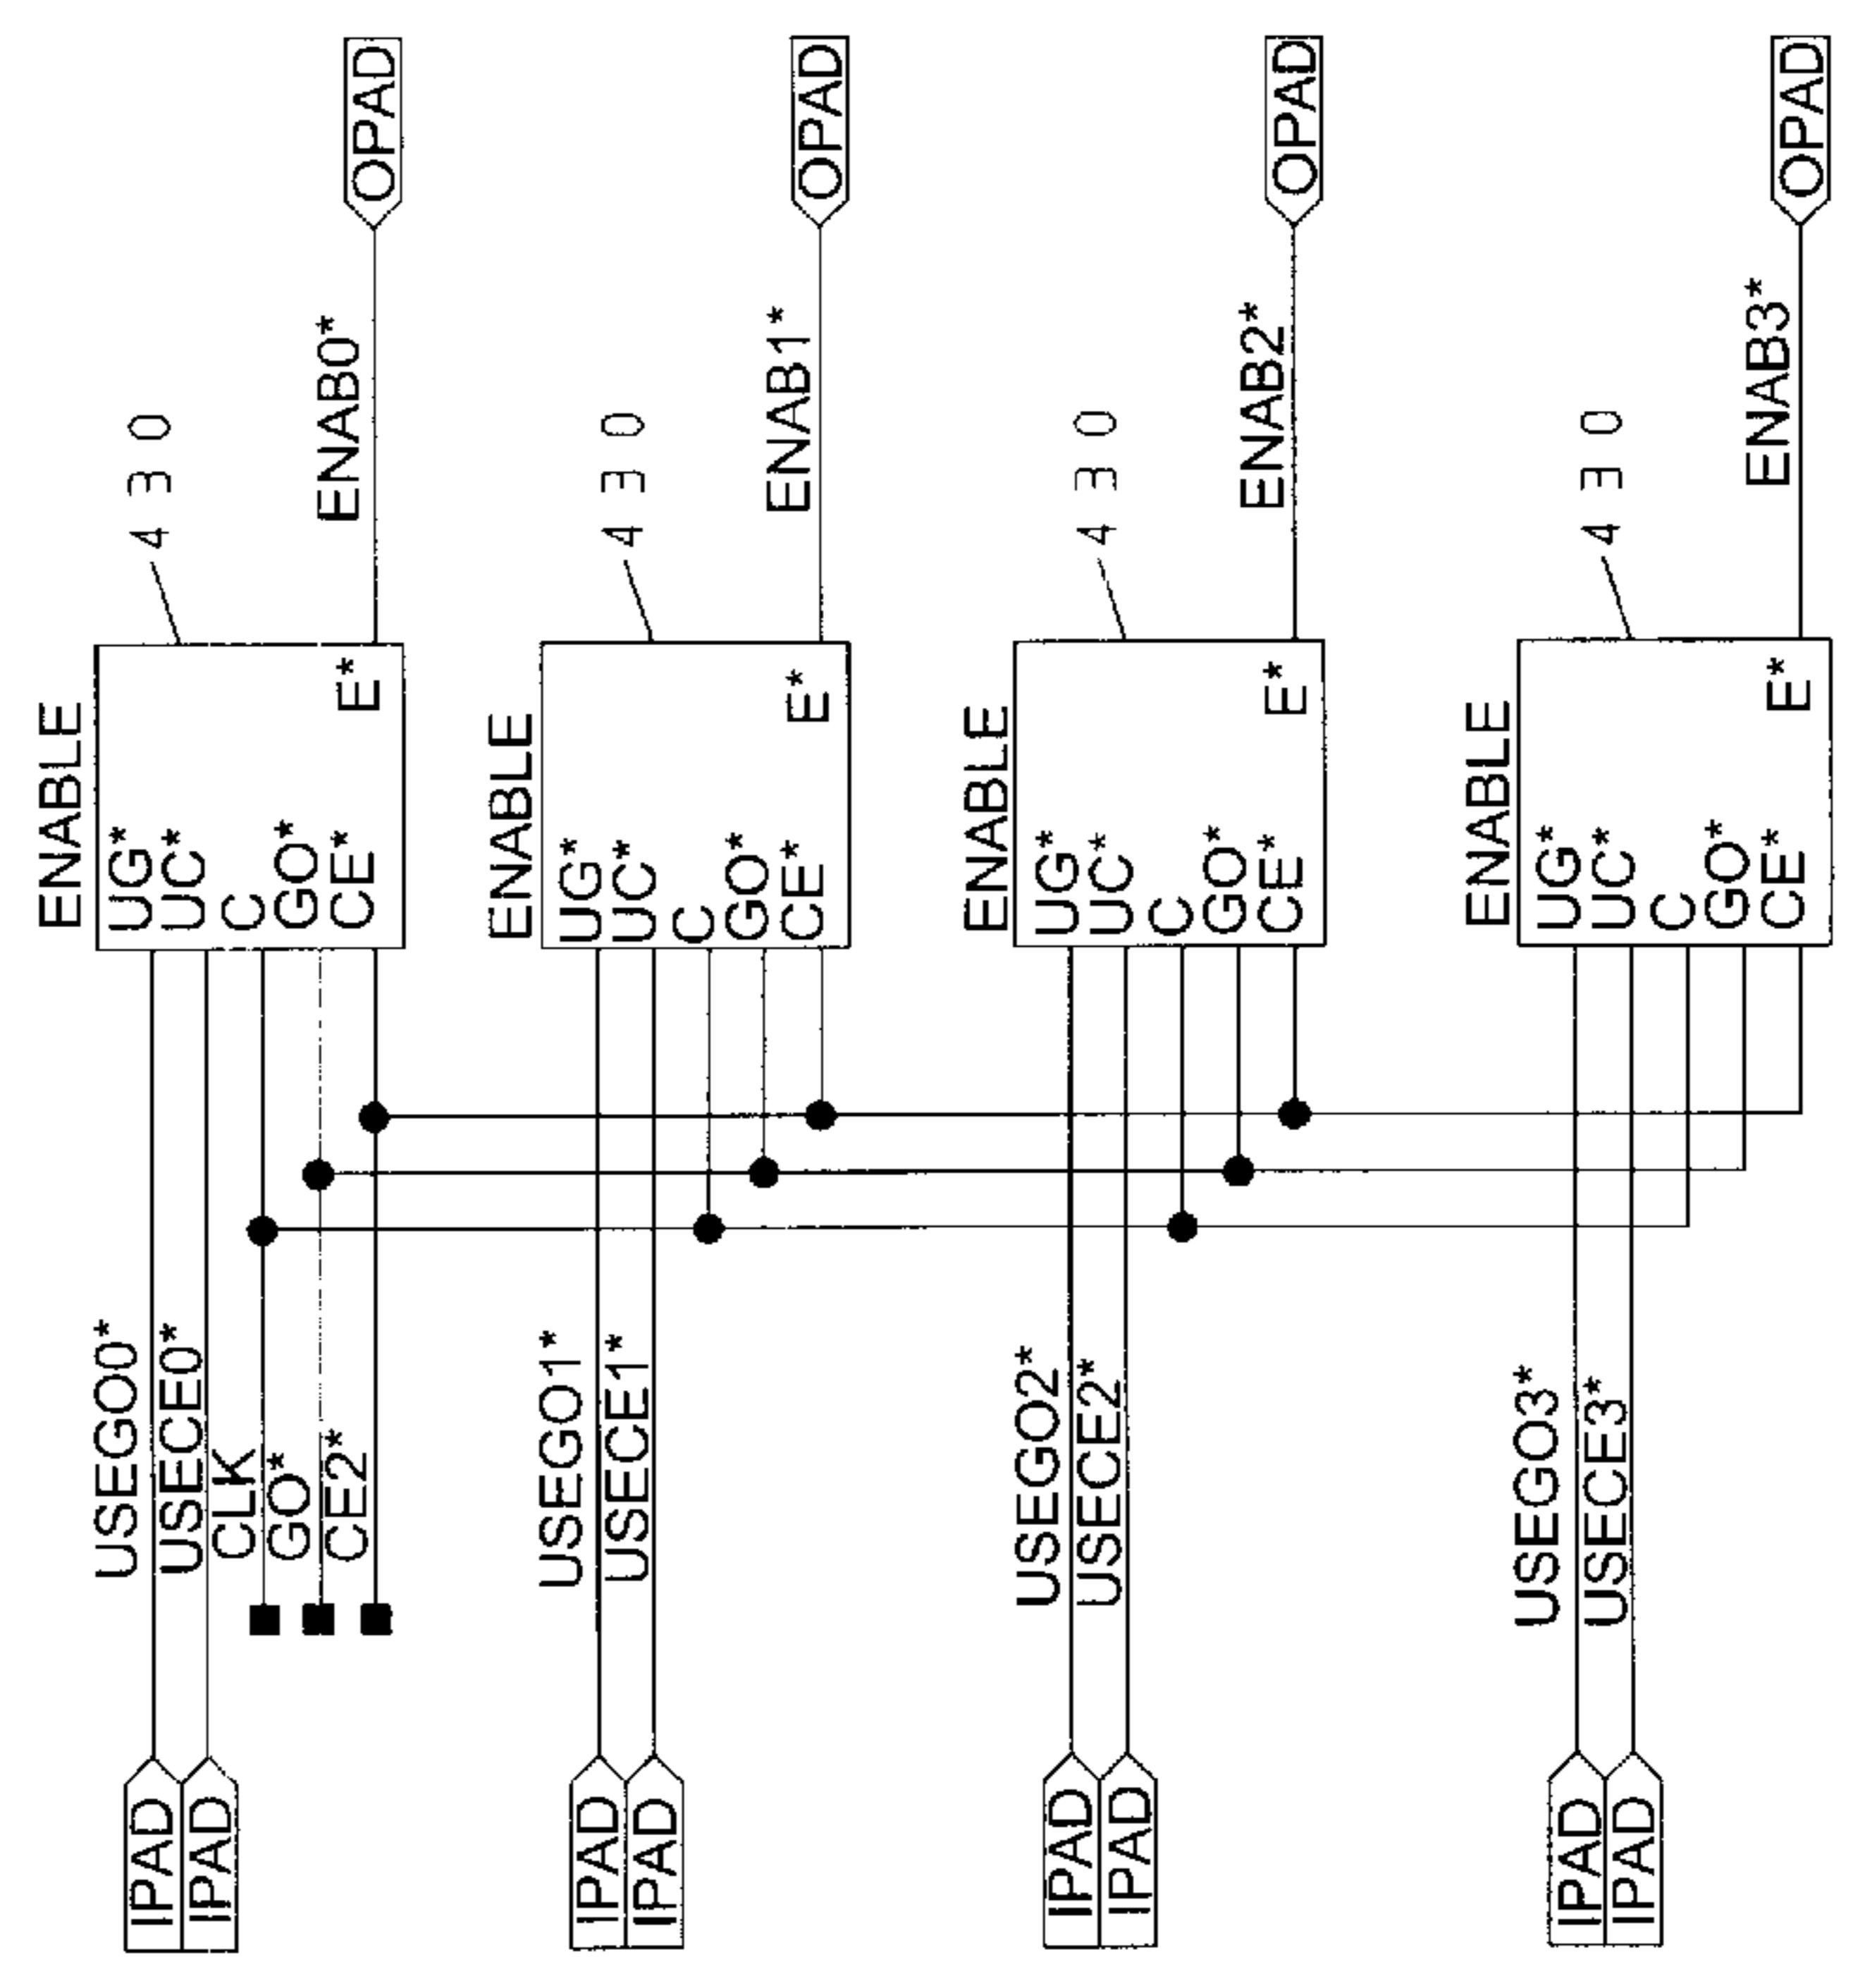 ENABLE
430
USEGO0*
UG*
USECE0*
UC*
CLK
C
GO*
GO*
CE2*
CE*
E*
ENAB0*
IPAD
IPAD
OPAD
ENABLE
430
USEGO1*
UG*
USECE1*
UC*
C
GO*
CE*
E*
ENAB1*
IPAD
IPAD
OPAD
ENABLE
430
USEGO2*
UG*
USECE2*
UC*
C
GO*
CE*
E*
ENAB2*
IPAD
IPAD
OPAD
ENABLE
430
USEGO3*
UG*
USECE3*
UC*
C
GO*
CE*
E*
ENAB3*
IPAD
IPAD
OPAD